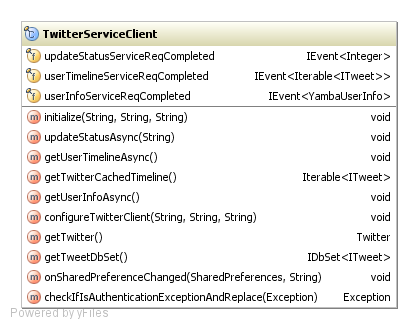 TwitterServiceClient
updateStatusServiceReqCompleted IEvent<Integer>
userTimelineServiceReqCompleted IEvent<Iterable<ITweet>>
userInfoServiceReqCompleted IEvent<YambaUserInfo>
initialize(String, String, String) void
updateStatusAsync(String) void
getUserTimelineAsync() void
getTwitterCachedTimeline() Iterable<ITweet>
getUserInfoAsync() void
configureTwitterClient(String, String, String) void
getTwitter() Twitter
getTweetDbSet() IDbSet<ITweet>
onSharedPreferenceChanged(SharedPreferences, String) void
checkIfIsAuthenticationExceptionAndReplace(Exception) Exception
Powered by yFiles